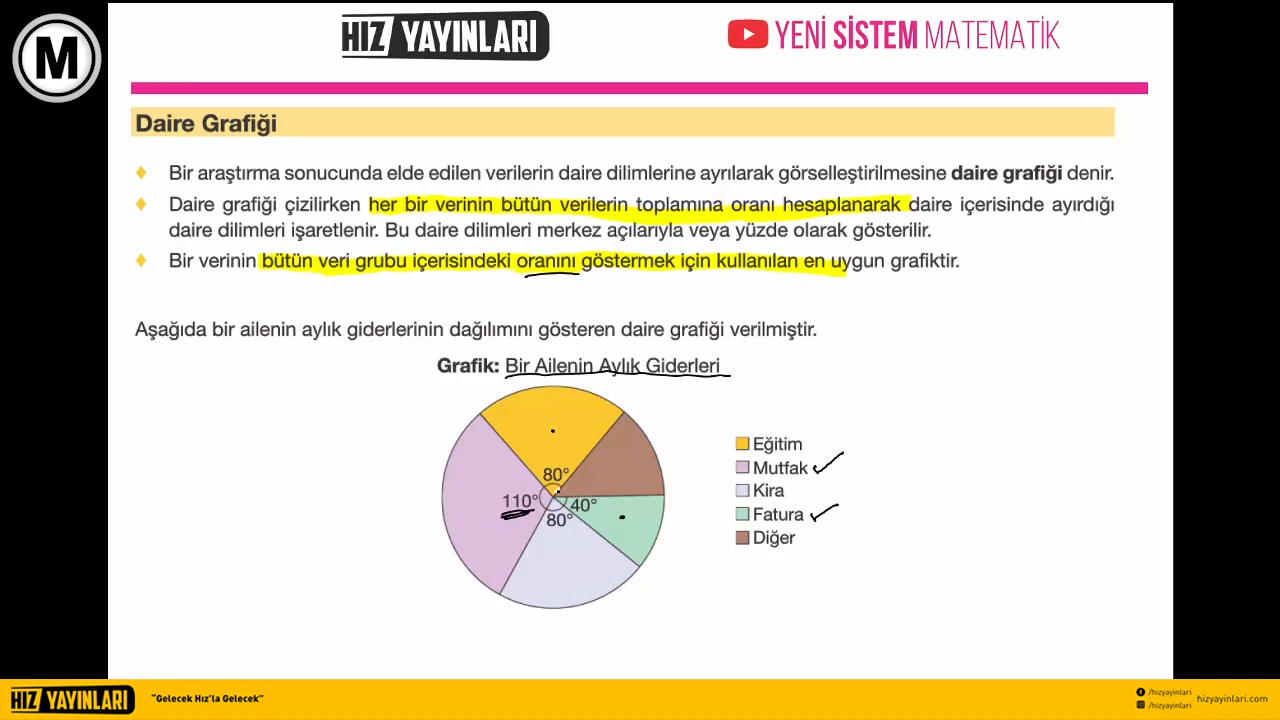 M
HIZ YAYINLARI
YENİ SİSTEM MATEMATİK
Daire Grafiği
Bir araştırma sonucunda elde edilen verilerin daire dilimlerine ayrılarak görselleştirilmesine daire grafiği denir.
Daire grafiği çizilirken her bir verinin bütün verilerin toplamına oranı hesaplanarak daire içerisinde ayırdığı
daire dilimleri işaretlenir. Bu daire dilimleri merkez açılarıyla veya yüzde olarak gösterilir.
Bir verinin bütün veri grubu içerisindeki oranını göstermek için kullanılan en uygun grafiktir.
Aşağıda bir ailenin aylık giderlerinin dağılımını gösteren daire grafiği verilmiştir.
Grafik: Bir Ailenin Aylık Giderleri
80°
110°
40°
80°
Eğitim
Mutfak
Kira
Fatura
Diğer
HIZ YAYINLARI
"Gelecek Hız'la Gelecek"
/hizyayinlari
/hizyayinlari
hizyayinlari.com